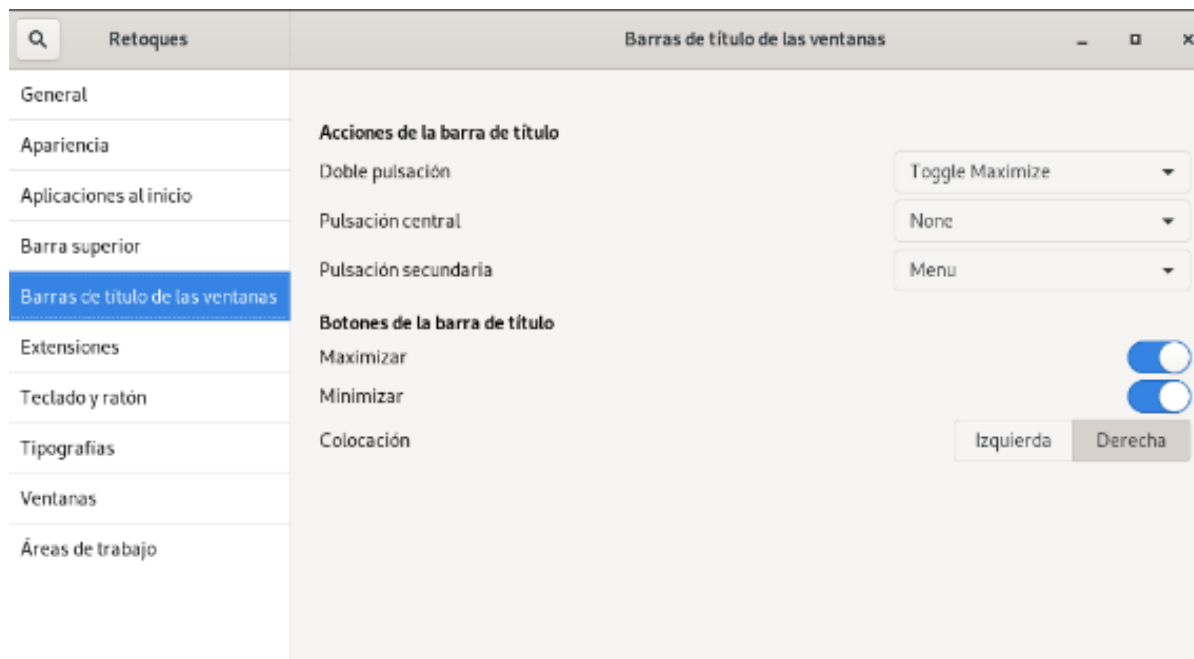 Retoques
Barras de título de las ventanas
General
Apariencia
Aplicaciones al inicio
Barra superior
Barras de título de las ventanas
Extensiones
Teclado y ratón
Tipografías
Ventanas
Áreas de trabajo
Acciones de la barra de título
Doble pulsación Toggle Maximize
Pulsación central None
Pulsación secundaria Menu
Botones de la barra de título
Maximizar
Minimizar
Colocación Izquierda Derecha